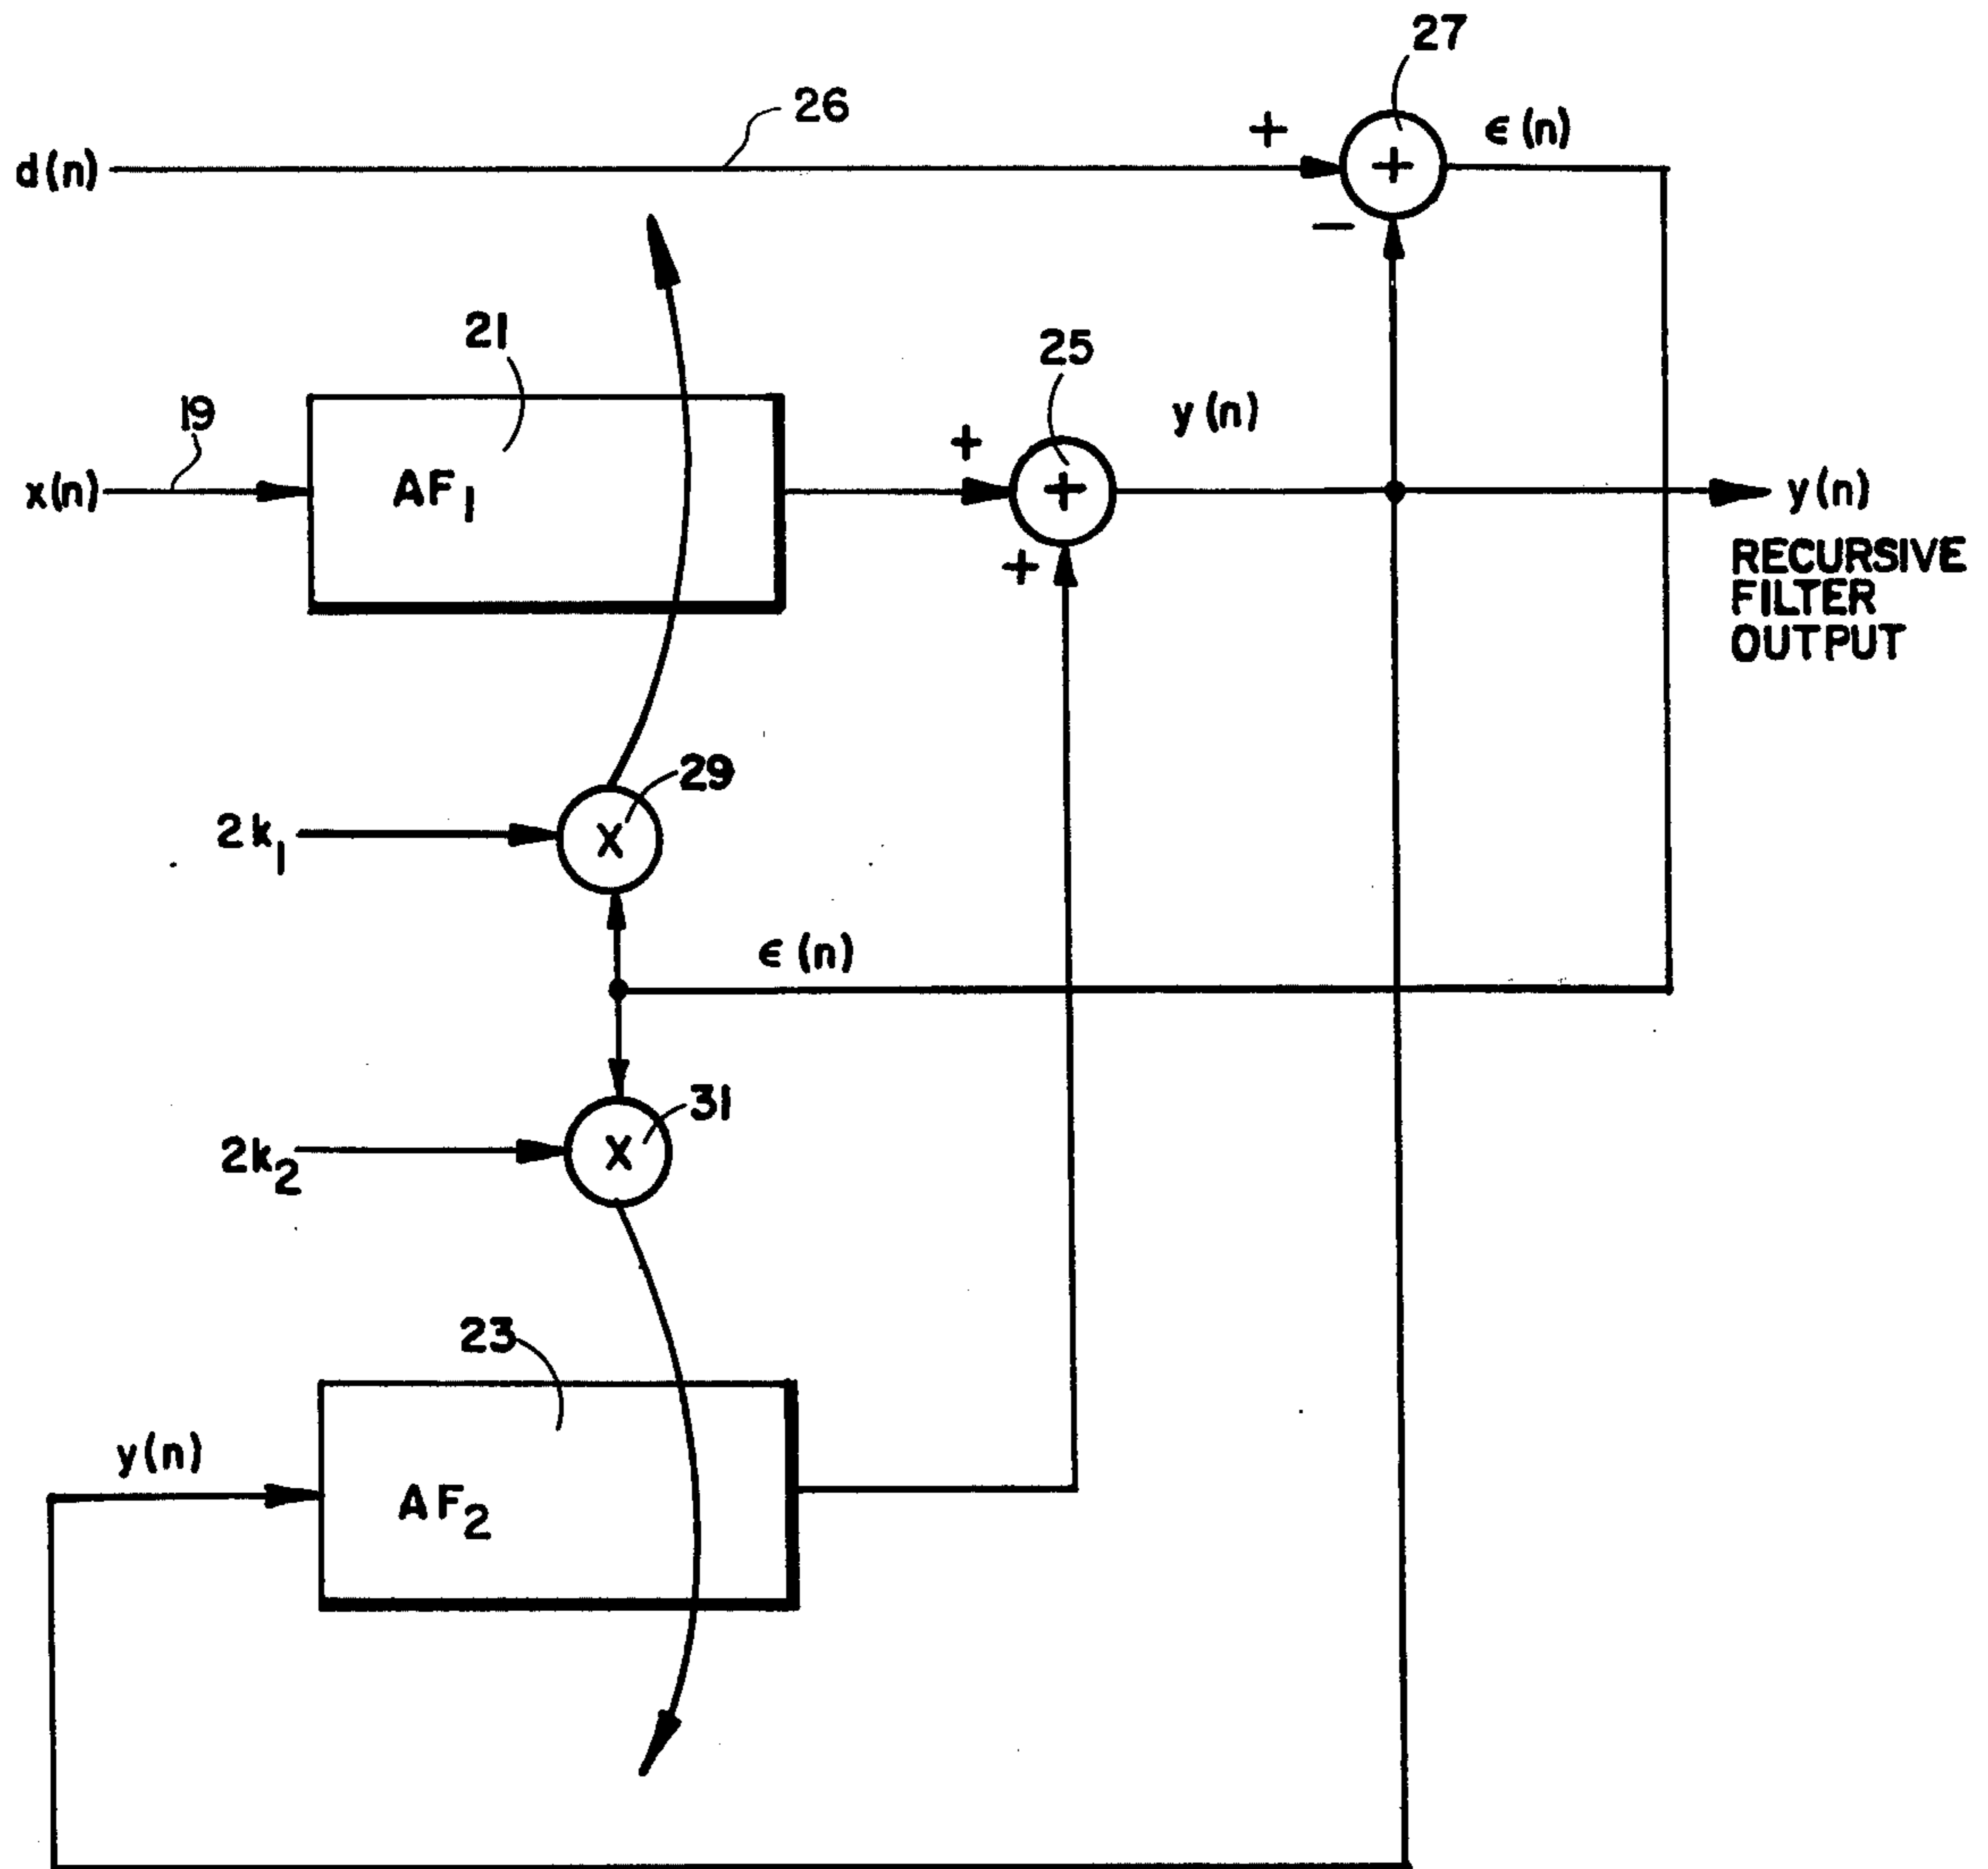 27
26
+
ϵ(n)
d(n)
+
−
21
25
19
y(n)
+
x(n)
AF₁
+
y(n)
+
RECURSIVE
FILTER
OUTPUT
29
2k₁
X
ϵ(n)
31
2k₂
X
23
y(n)
AF₂